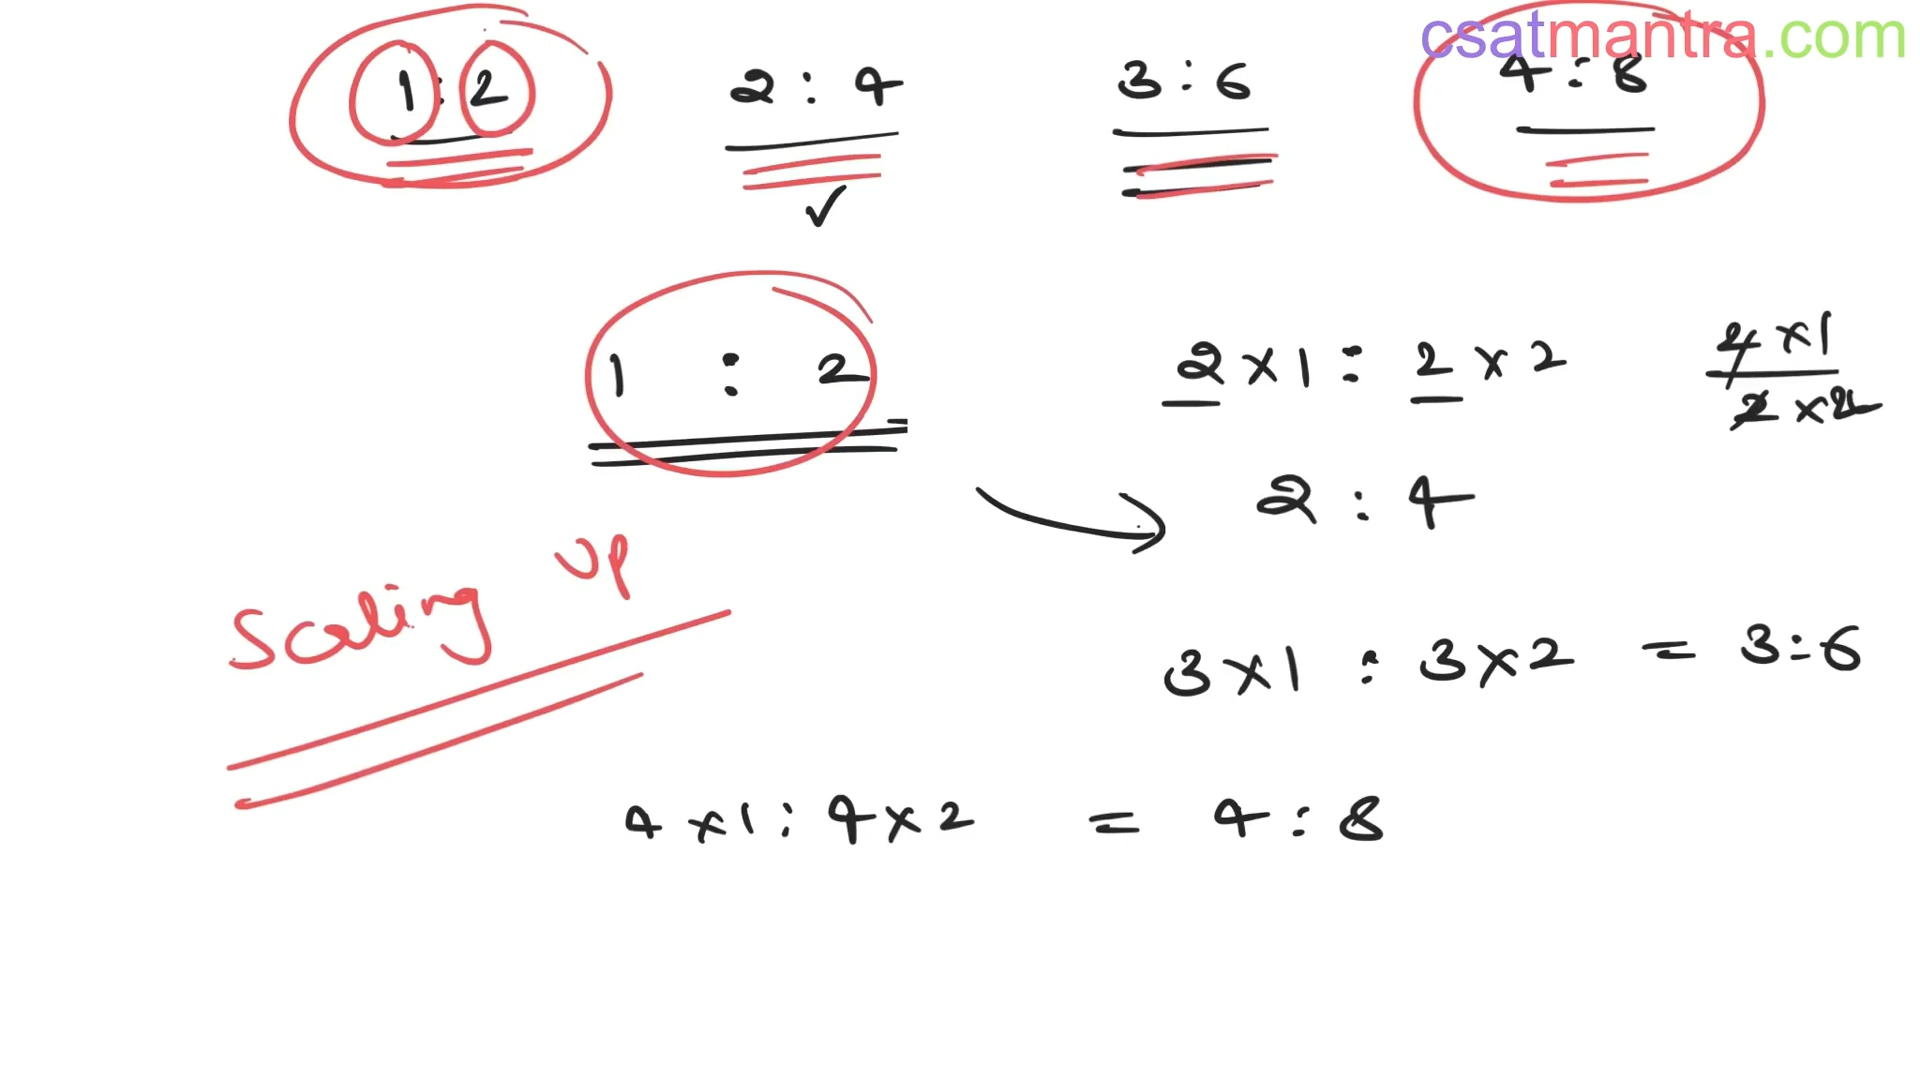 csatmantra.com
1 : 2   2 : 4   3 : 6   4 : 8
1 : 2   2 x 1 : 2 x 2
2 x 1
2 x 2
2 : 4
Scaling up
3 x 1 : 3 x 2 = 3 : 6
4 x 1 : 4 x 2 = 4 : 8